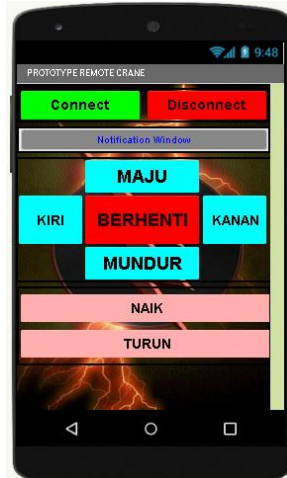 9:48
PROTOTYPE REMOTE CRANE
Connect Disconnect
Notification Window
MAJU
KIRI BERHENTI KANAN
MUNDUR
NAIK
TURUN